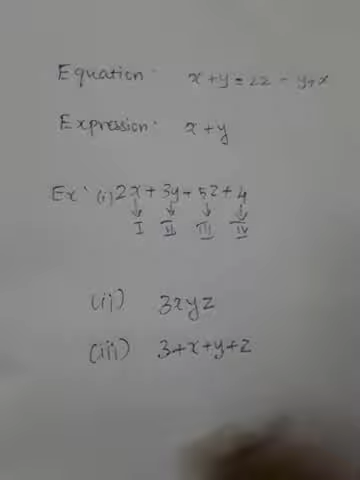 Equation: x+y=2z-y+x
Expression: x+y
Ex: (i) 2x+3y+5z+4
I II III IV
(ii) 3xyz
(iii) 3+x+y+z